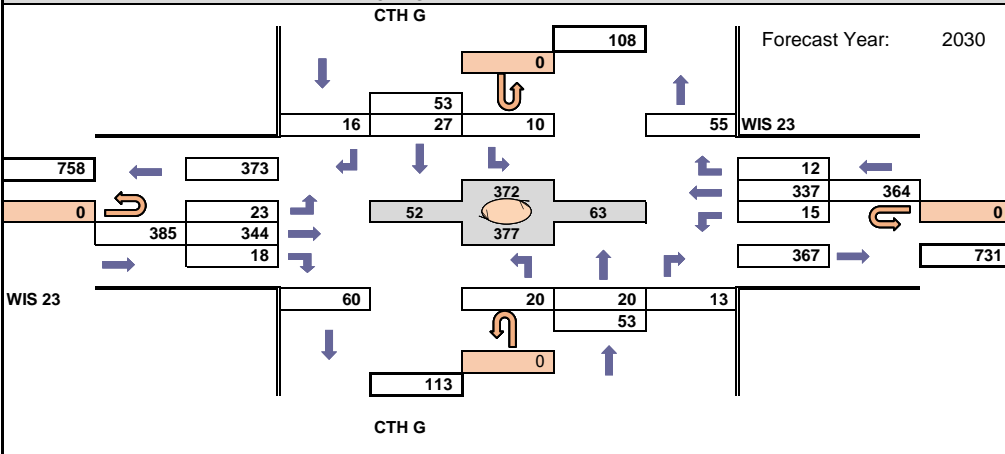 CTH G
108 Forecast Year: 2030
0
53
16 27 10 55 WIS 23
758 373 12
372 337 364
0 23 52 63 15 0
385 344 377
18 367 731
WIS 23 60 20 20 13
53
0
113
CTH G